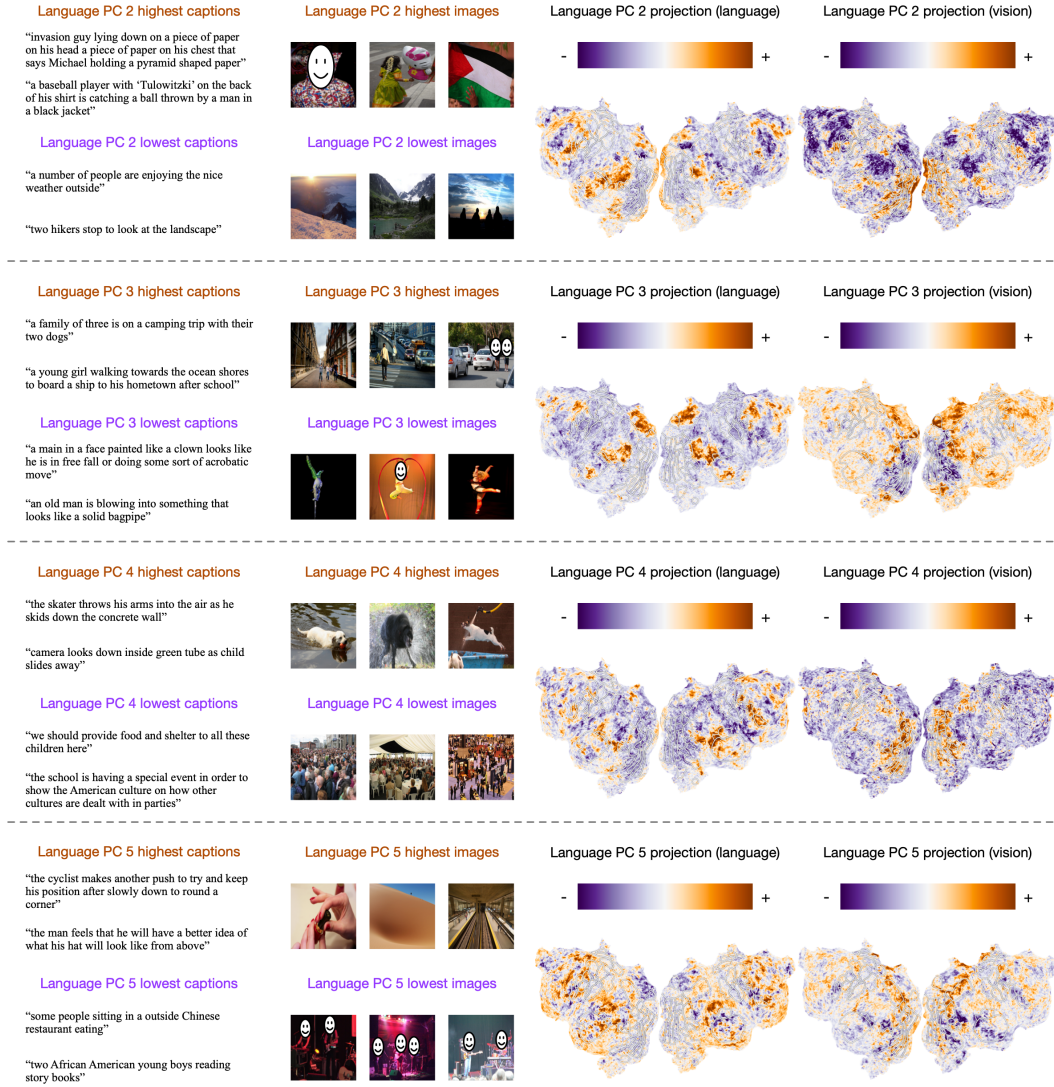 Language PC 2 highest captions
Language PC 2 highest images
Language PC 2 projection (language)
Language PC 2 projection (vision)
“invasion guy lying down on a piece of paper
on his head a piece of paper on his chest that
says Michael holding a pyramid shaped paper”
“a baseball player with ‘Tulowitzki’ on the back
of his shirt is catching a ball thrown by a man in
a black jacket”
- +
- +
Language PC 2 lowest captions
Language PC 2 lowest images
“a number of people are enjoying the nice
weather outside”
“two hikers stop to look at the landscape”
Language PC 3 highest captions
Language PC 3 highest images
Language PC 3 projection (language)
Language PC 3 projection (vision)
“a family of three is on a camping trip with their
two dogs”
“a young girl walking towards the ocean shores
to board a ship to his hometown after school”
- +
- +
Language PC 3 lowest captions
Language PC 3 lowest images
“a main in a face painted like a clown looks like
he is in free fall or doing some sort of acrobatic
move”
“an old man is blowing into something that
looks like a solid bagpipe”
Language PC 4 highest captions
Language PC 4 highest images
Language PC 4 projection (language)
Language PC 4 projection (vision)
“the skater throws his arms into the air as he
skids down the concrete wall”
“camera looks down inside green tube as child
slides away”
- +
- +
Language PC 4 lowest captions
Language PC 4 lowest images
“we should provide food and shelter to all these
children here”
“the school is having a special event in order to
show the American culture on how other
cultures are dealt with in parties”
Language PC 5 highest captions
Language PC 5 highest images
Language PC 5 projection (language)
Language PC 5 projection (vision)
“the cyclist makes another push to try and keep
his position after slowly down to round a
corner”
“the man feels that he will have a better idea of
what his hat will look like from above”
- +
- +
Language PC 5 lowest captions
Language PC 5 lowest images
“some people sitting in a outside Chinese
restaurant eating”
“two African American young boys reading
story books”